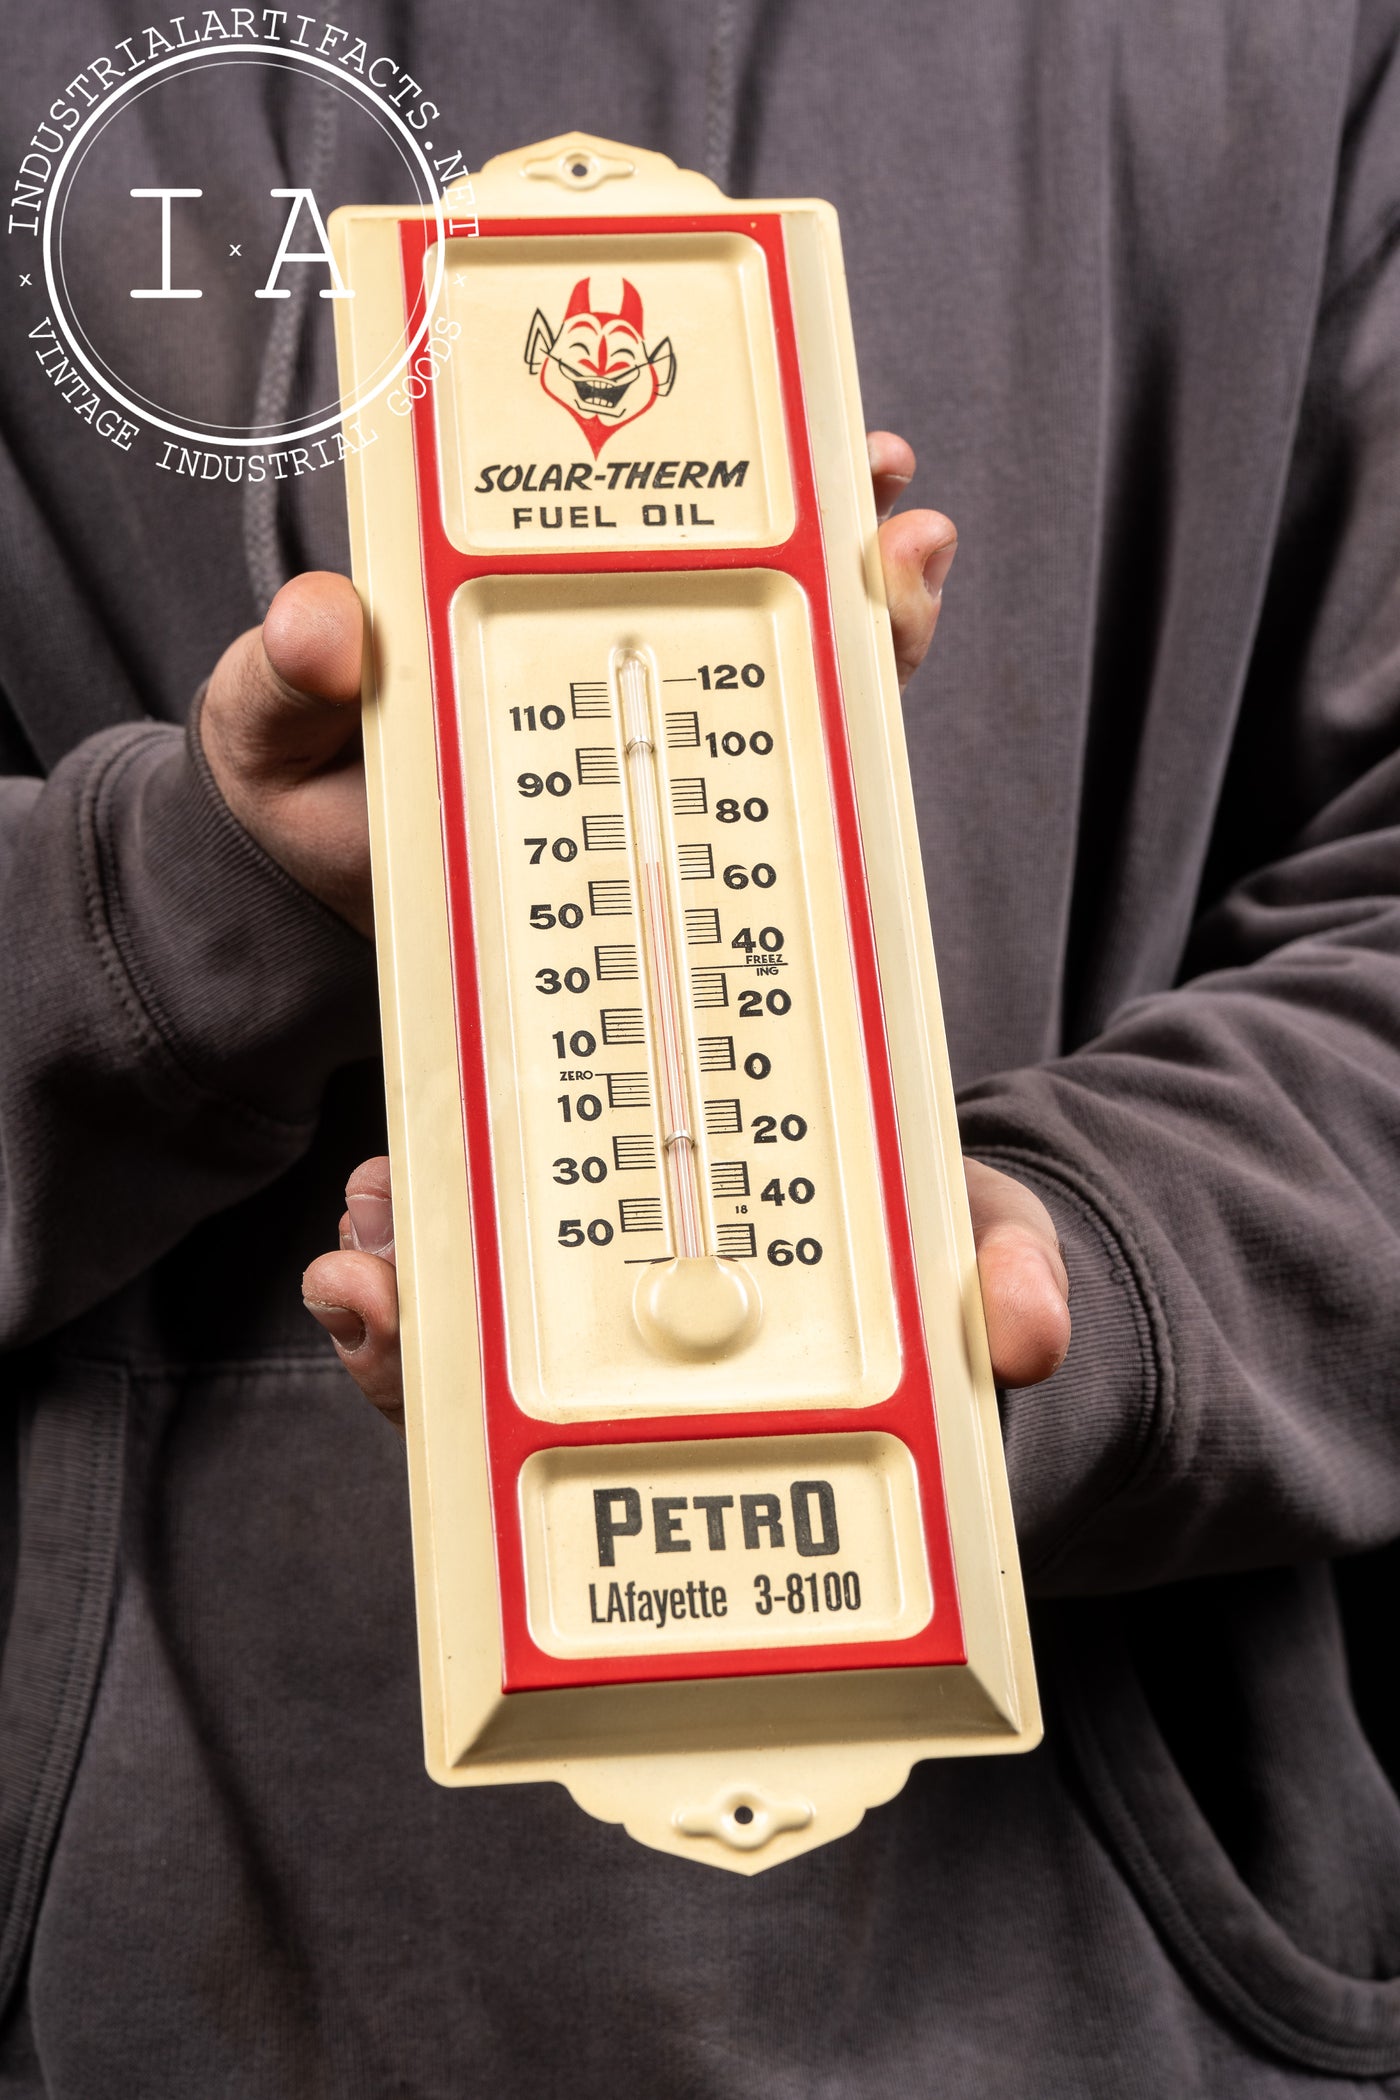 INDUSTRIALARTIFACTS.NET
I x A
x VINTAGE INDUSTRIAL GOODS x
SOLAR-THERM
FUEL OIL
120
110
100
90
80
70
60
50
40
FREEZ
ING
30
20
10
0
ZERO
10
20
30
40
18
50
60
PETRO
LAfayette 3-8100